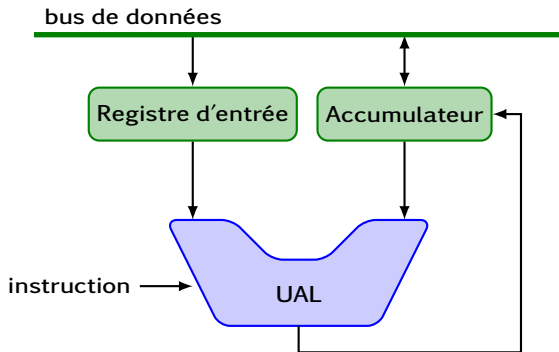 bus de données
Registre d'entrée
Accumulateur
instruction
UAL